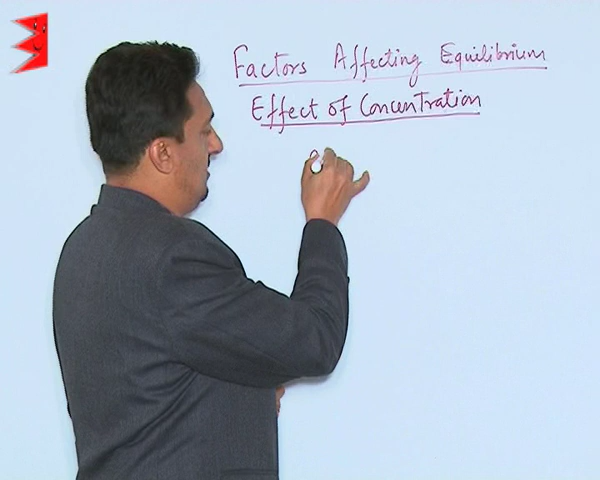 Factors Affecting Equilibrium
Effect of Concentration